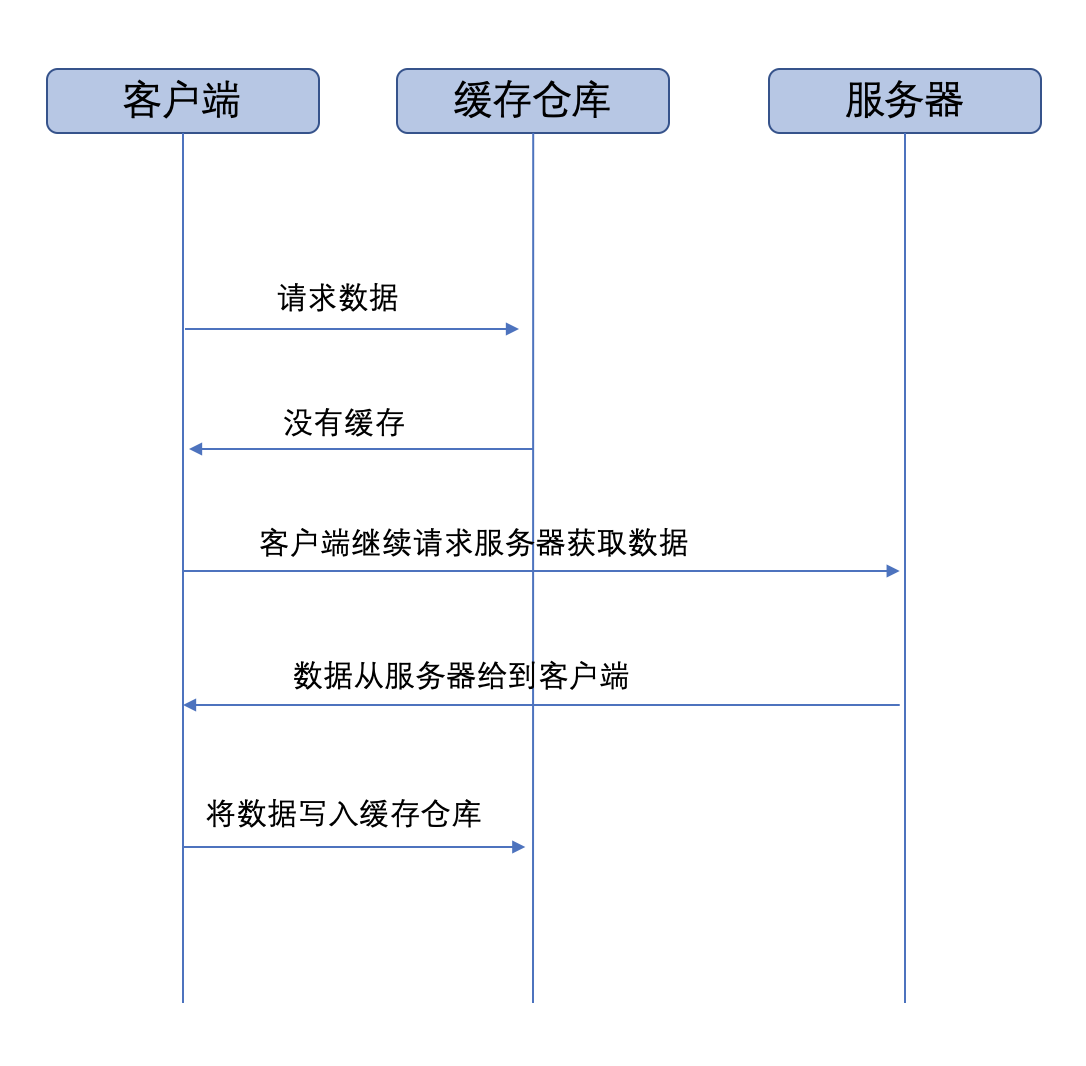 客户端
缓存仓库
服务器
请求数据
没有缓存
客户端继续请求服务器获取数据
数据从服务器给到客户端
将数据写入缓存仓库